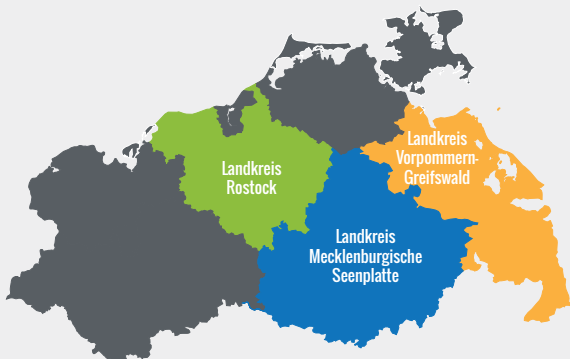 Landkreis
Rostock
Landkreis
Vorpommern-
Greifswald
Landkreis
Mecklenburgische
Seenplatte